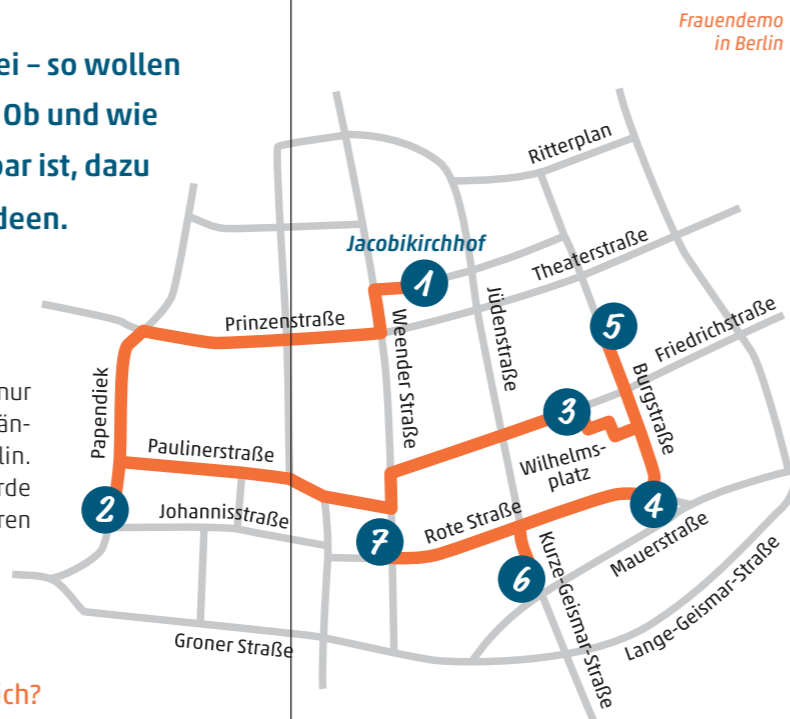 Frauendemo
in Berlin
ei – so wollen
Ob und wie
bar ist, dazu
deen.
nur
än-
lin.
rde
ren
ich?
Ritterplan
Jacobikirchhof
1
Theaterstraße
Jüdenstraße
Prinzenstraße
Weender Straße
5
Friedrichstraße
Burgstraße
Papendiek
3
Paulinerstraße
Wilhelms-
platz
2
Johannisstraße
Rote Straße
4
7
Mauerstraße
6
Kurze-Geismar-Straße
Lange-Geismar-Straße
Groner Straße